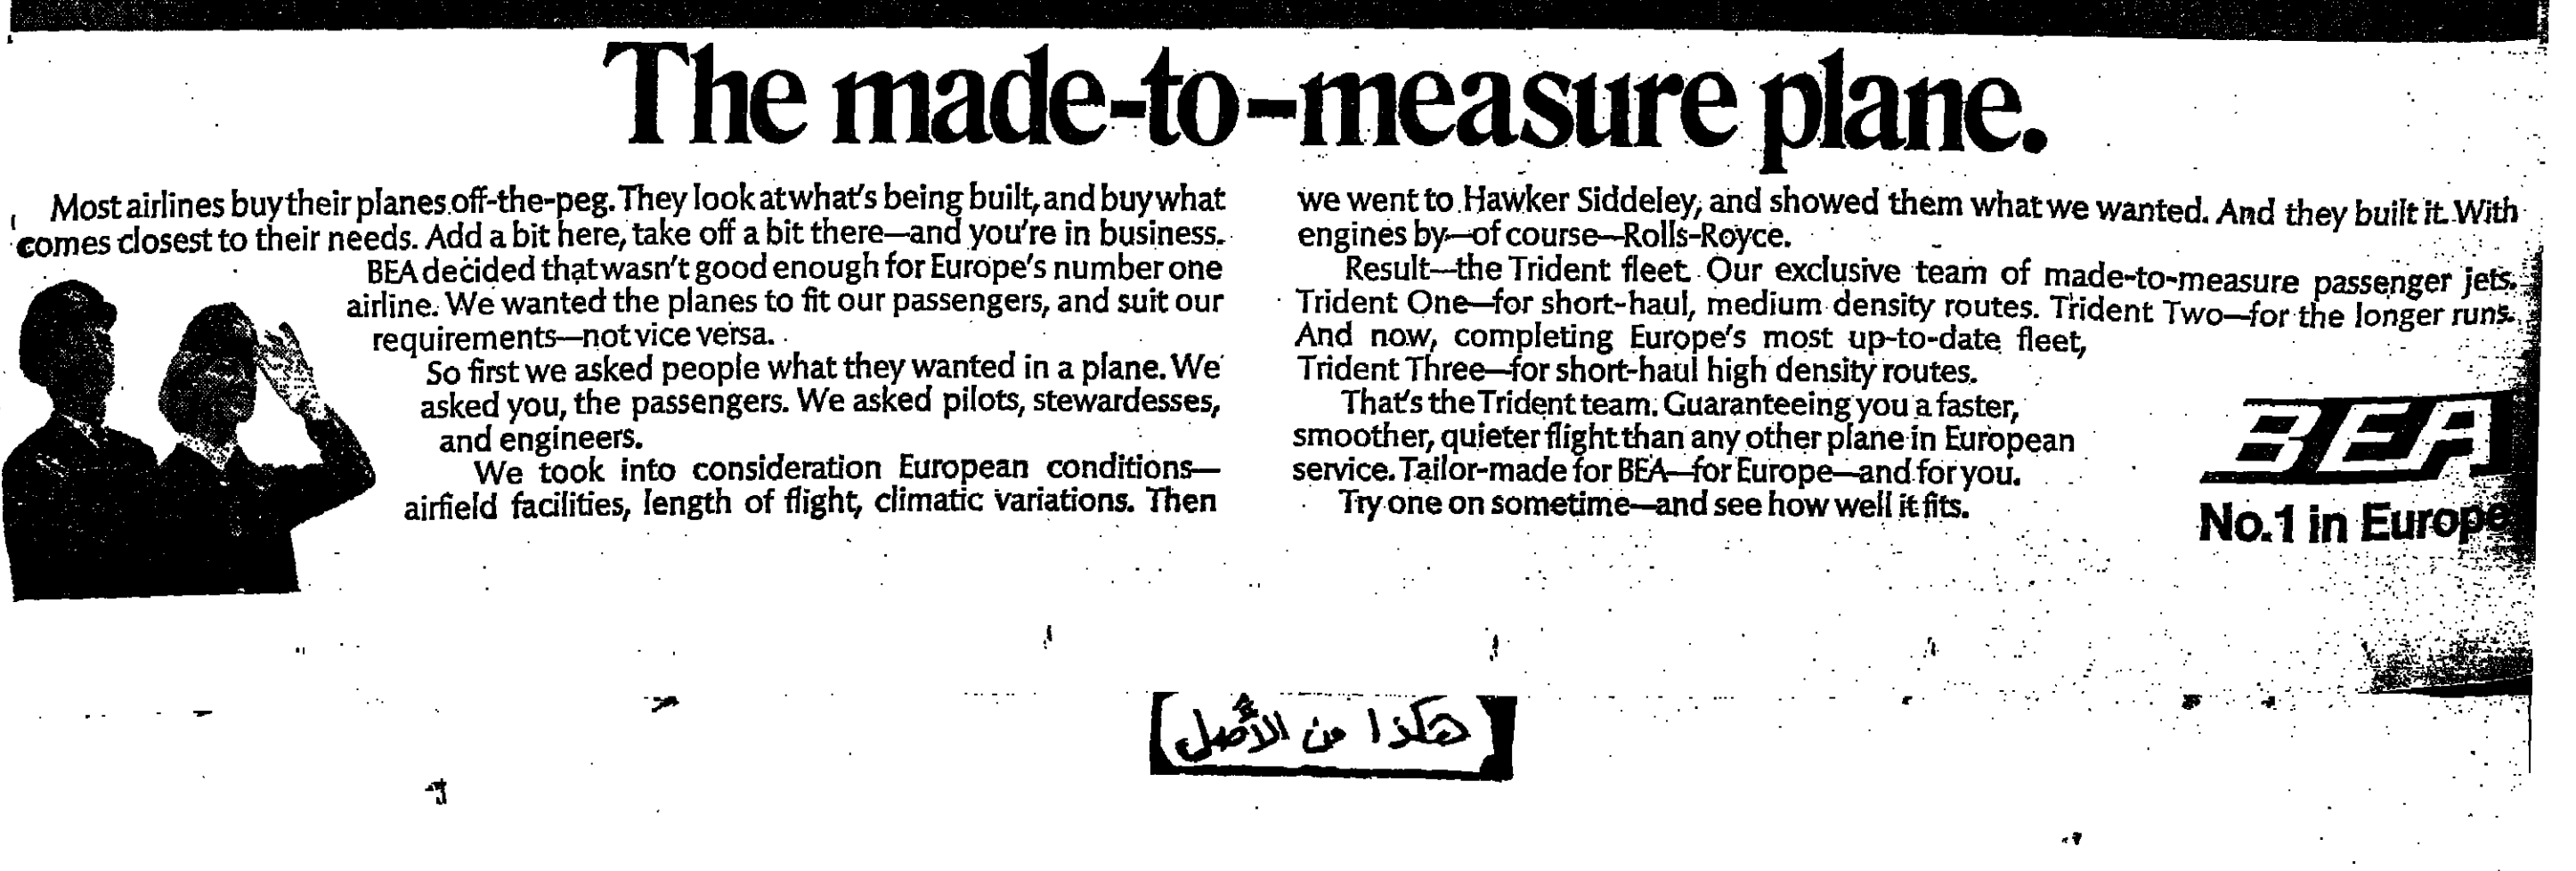 The made-to-measure plane.
Most airlines buy their planes off-the-peg. They look at what's being built, and buy what
comes closest to their needs. Add a bit here, take off a bit there—and you're in business.
BEA decided that wasn't good enough for Europe's number one
airline. We wanted the planes to fit our passengers, and suit our
requirements—not vice versa.
So first we asked people what they wanted in a plane. We
asked you, the passengers. We asked pilots, stewardesses,
and engineers.
We took into consideration European conditions—
airfield facilities, length of flight, climatic variations. Then
we went to Hawker Siddeley, and showed them what we wanted. And they built it. With
engines by—of course—Rolls-Royce.
Result—the Trident fleet. Our exclusive team of made-to-measure passenger jets.
Trident One—for short-haul, medium density routes. Trident Two—for the longer runs.
And now, completing Europe's most up-to-date fleet,
Trident Three—for short-haul high density routes.
That's the Trident team. Guaranteeing you a faster,
smoother, quieter flight than any other plane in European
service. Tailor-made for BEA—for Europe—and for you.
Try one on sometime—and see how well it fits.
BEA
No.1 in Europe
هكذا من الأصل